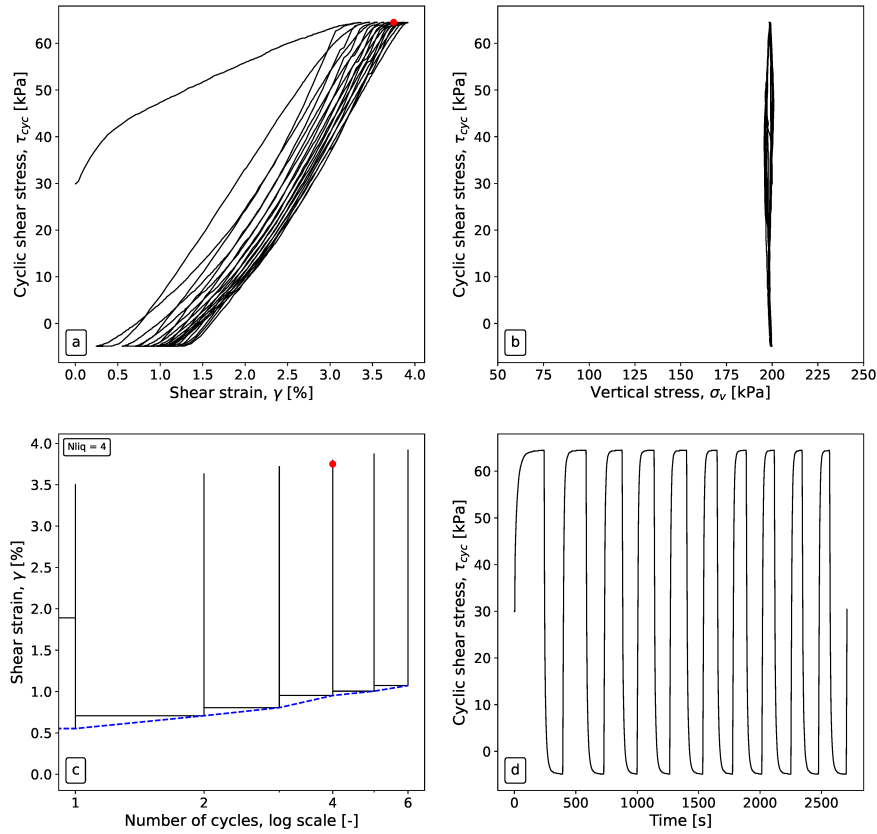 60
50
40
30
20
10
0
Cyclic shear stress, τcyc [kPa]
a
0.0 0.5 1.0 1.5 2.0 2.5 3.0 3.5 4.0
Shear strain, γ [%]
60
50
40
30
20
10
0
Cyclic shear stress, τcyc [kPa]
b
50 75 100 125 150 175 200 225 250
Vertical stress, σv [kPa]
Nliq = 4
4.0
3.5
3.0
2.5
2.0
1.5
1.0
0.5
0.0
Shear strain, γ [%]
c
1 2 4 6
Number of cycles, log scale [-]
60
50
40
30
20
10
0
Cyclic shear stress, τcyc [kPa]
d
0 500 1000 1500 2000 2500
Time [s]